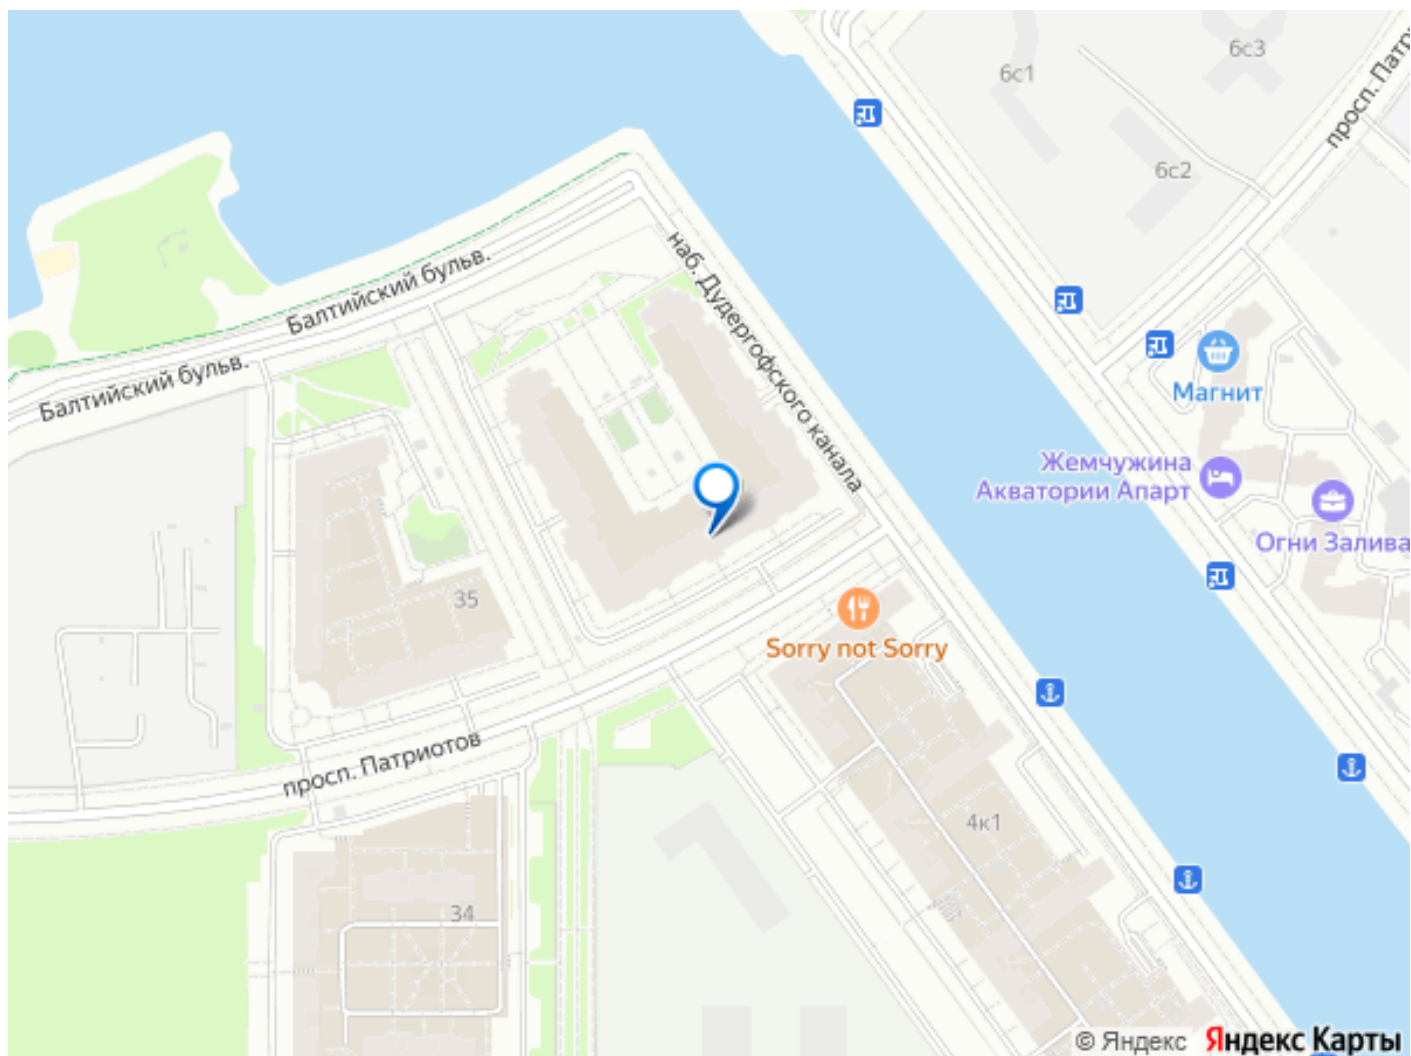 6с3
6с1
просп. Патр
6с2
Балтийский бульв.
наб. Дудергофского канала
Балтийский бульв.
Магнит
Жемчужина
Акватории Апарт
Огни Залива
35
Sorry not Sorry
просп. Патриотов
4к1
34
© Яндекс Яндекс Карты